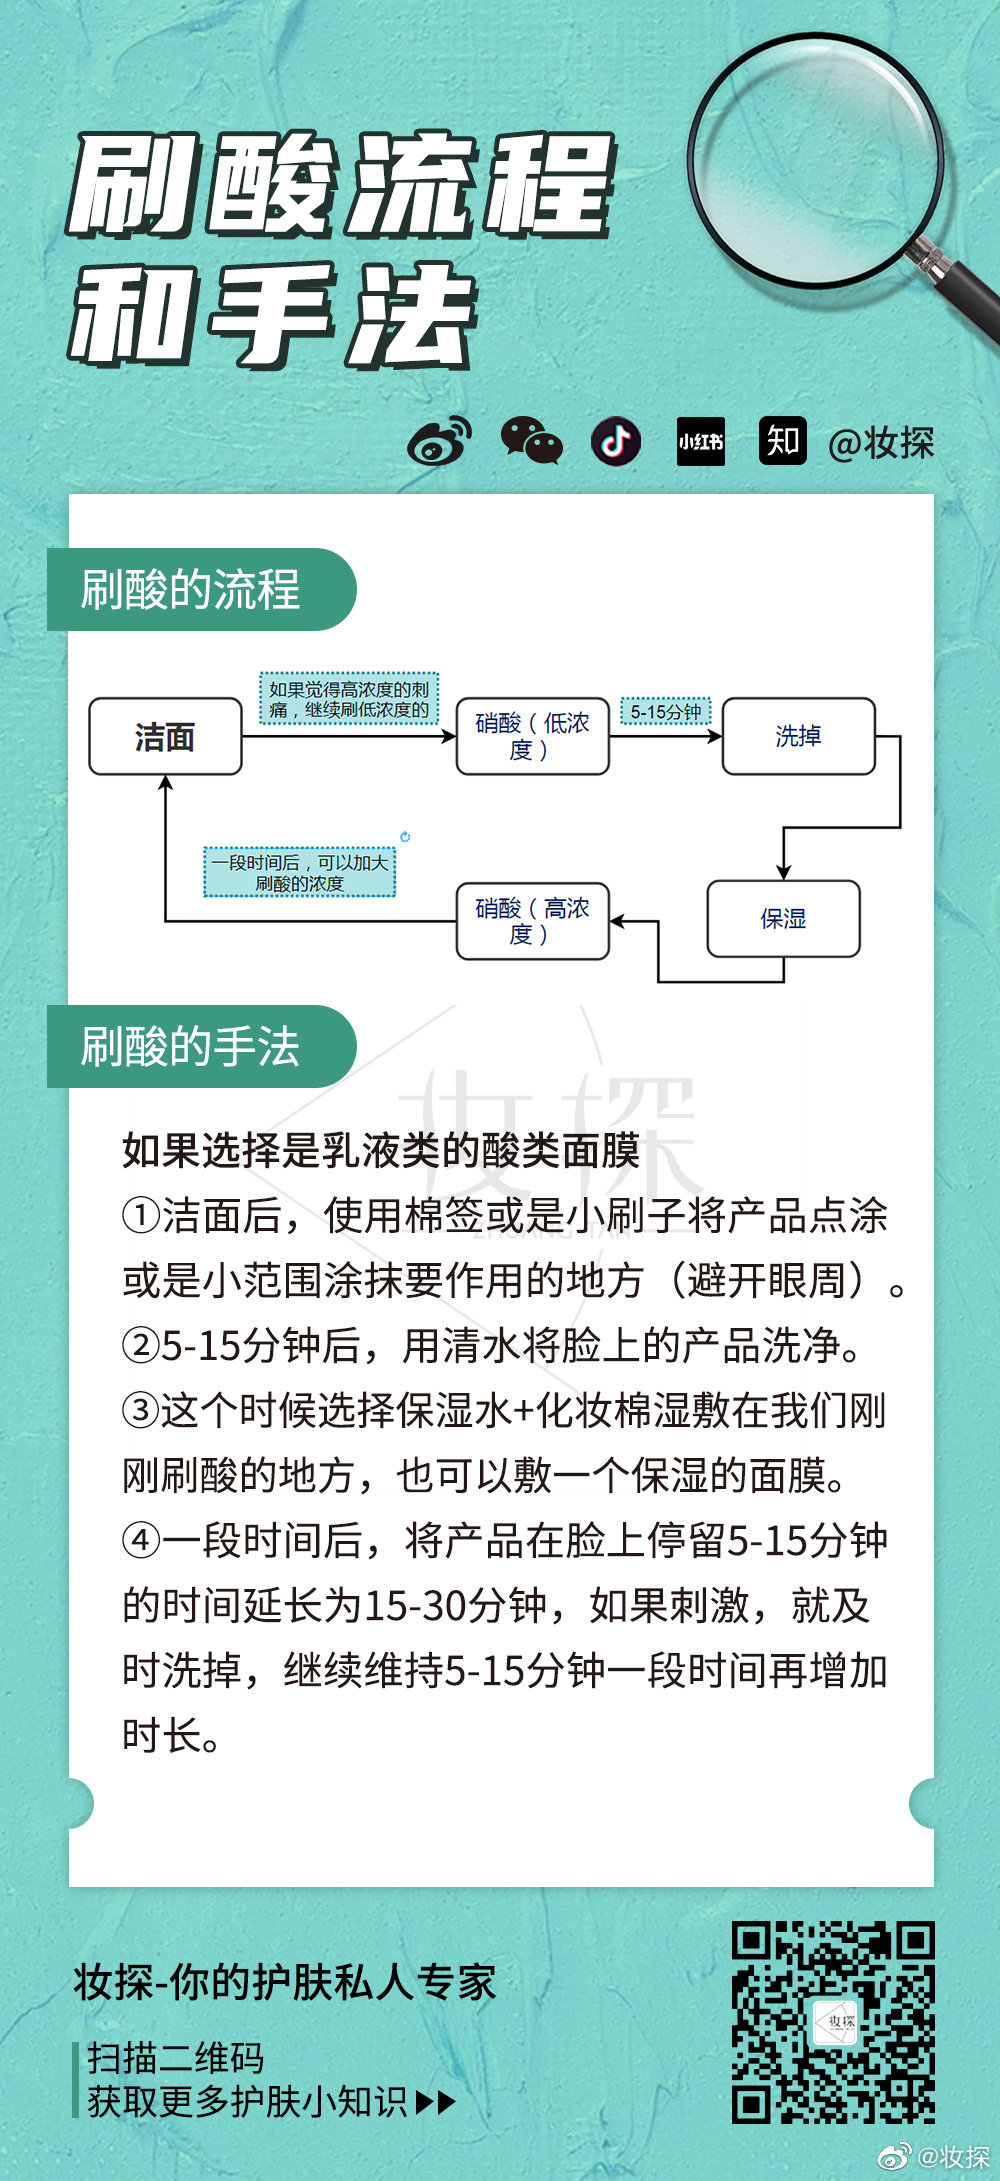 刷酸流程
和手法
小红书
知
@妆探
刷酸的流程
如果觉得高浓度的刺
痛，继续刷低浓度的
洁面
硝酸（低浓
度）
5-15分钟
洗掉
一段时间后，可以加大
刷酸的浓度
硝酸（高浓
度）
保湿
刷酸的手法
妆探
ZHUANG TAN
如果选择是乳液类的酸类面膜
①洁面后，使用棉签或是小刷子将产品点涂
或是小范围涂抹要作用的地方（避开眼周）。
②5-15分钟后，用清水将脸上的产品洗净。
③这个时候选择保湿水+化妆棉湿敷在我们刚
刚刷酸的地方，也可以敷一个保湿的面膜。
④一段时间后，将产品在脸上停留5-15分钟
的时间延长为15-30分钟，如果刺激，就及
时洗掉，继续维持5-15分钟一段时间再增加
时长。
妆探-你的护肤私人专家
扫描二维码
获取更多护肤小知识
妆探
@妆探